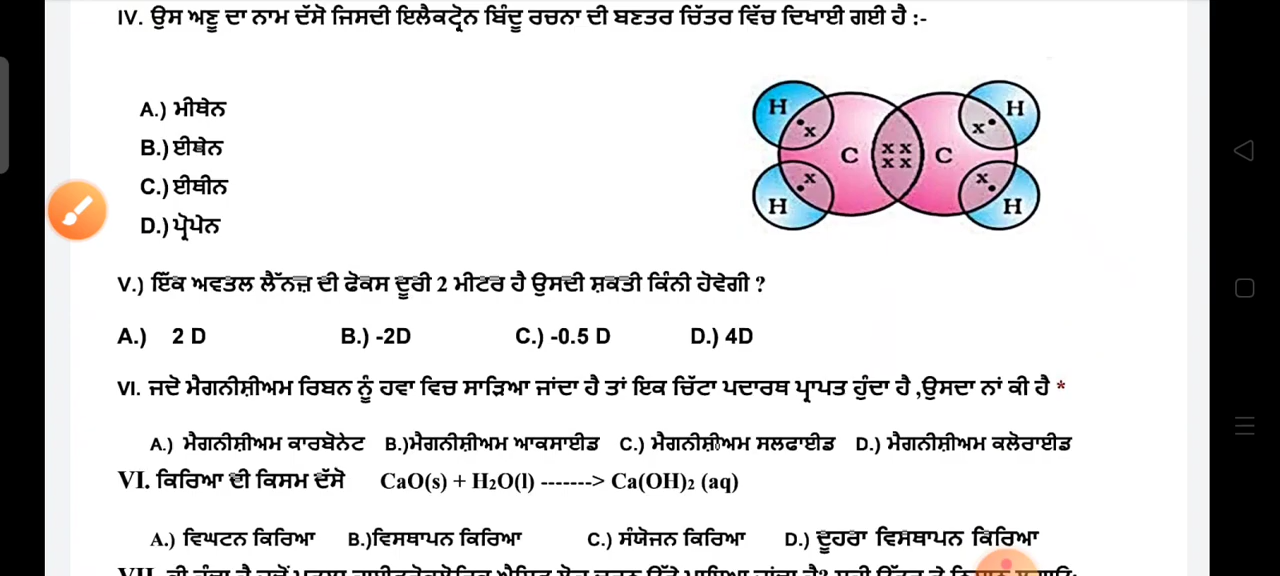 IV. ਉਸ ਅਣੂ ਦਾ ਨਾਮ ਦੱਸੋ ਜਿਸਦੀ ਇਲੈਕਟ੍ਰੋਨ ਬਿੰਦੂ ਰਚਨਾ ਦੀ ਬਣਤਰ ਚਿੱਤਰ ਵਿੱਚ ਦਿਖਾਈ ਗਈ ਹੈ :-
A.) ਮੀਥੇਨ
B.) ਈਥੇਨ
C.) ਈਥੀਨ
D.) ਪ੍ਰੋਪੇਨ
H H
x x
C x x C
x x
x x
H H
V.) ਇੱਕ ਅਵਤਲ ਲੈੱਨਜ਼ ਦੀ ਫੋਕਸ ਦੂਰੀ 2 ਮੀਟਰ ਹੈ ਉਸਦੀ ਸ਼ਕਤੀ ਕਿੰਨੀ ਹੋਵੇਗੀ ?
A.) 2 D B.) -2D C.) -0.5 D D.) 4D
VI. ਜਦੋਂ ਮੈਗਨੀਸ਼ੀਅਮ ਰਿਬਨ ਨੂੰ ਹਵਾ ਵਿਚ ਸਾੜਿਆ ਜਾਂਦਾ ਹੈ ਤਾਂ ਇਕ ਚਿੱਟਾ ਪਦਾਰਥ ਪ੍ਰਾਪਤ ਹੁੰਦਾ ਹੈ ,ਉਸਦਾ ਨਾਂ ਕੀ ਹੈ *
A.) ਮੈਗਨੀਸ਼ੀਅਮ ਕਾਰਬੋਨੇਟ B.)ਮੈਗਨੀਸ਼ੀਅਮ ਆਕਸਾਈਡ C.) ਮੈਗਨੀਸ਼ੀਅਮ ਸਲਫਾਈਡ D.) ਮੈਗਨੀਸ਼ੀਅਮ ਕਲੋਰਾਈਡ
VI. ਕਿਰਿਆ ਦੀ ਕਿਸਮ ਦੱਸੋ CaO(s) + H₂O(l) -------> Ca(OH)₂ (aq)
A.) ਵਿਘਟਨ ਕਿਰਿਆ B.)ਵਿਸਥਾਪਨ ਕਿਰਿਆ C.) ਸੰਯੋਜਨ ਕਿਰਿਆ D.) ਦੂਹਰਾ ਵਿਸਥਾਪਨ ਕਿਰਿਆ